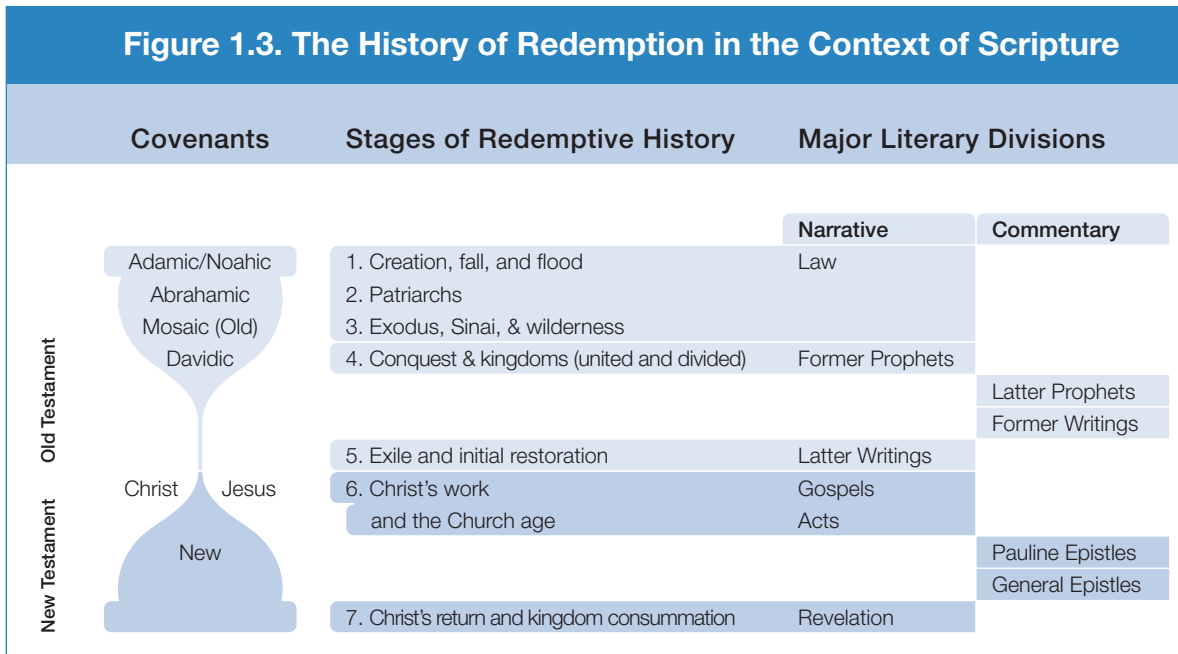 Figure 1.3. The History of Redemption in the Context of Scripture
Covenants Stages of Redemptive History Major Literary Divisions
Narrative Commentary
Adamic/Noahic 1. Creation, fall, and flood Law
Abrahamic 2. Patriarchs
Mosaic (Old) 3. Exodus, Sinai, & wilderness
Davidic 4. Conquest & kingdoms (united and divided) Former Prophets
Latter Prophets
Former Writings
Old Testament
5. Exile and initial restoration Latter Writings
Christ Jesus 6. Christ’s work Gospels
and the Church age Acts
New Pauline Epistles
General Epistles
New Testament
7. Christ’s return and kingdom consummation Revelation